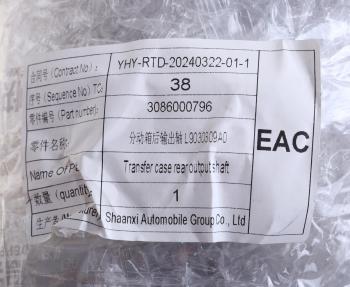 合同号 (Contract No): YHY-RTD-20240322-01-1
序号 (Sequence No) TC: 38
零件编号 (Part number): 3086000796
零件名称: 分动箱后输出轴 L9030309A0
Name of Transfer case rear output shaft
数量 (quantity) 1
Shaanxi Automobile Group Co., Ltd
EAC